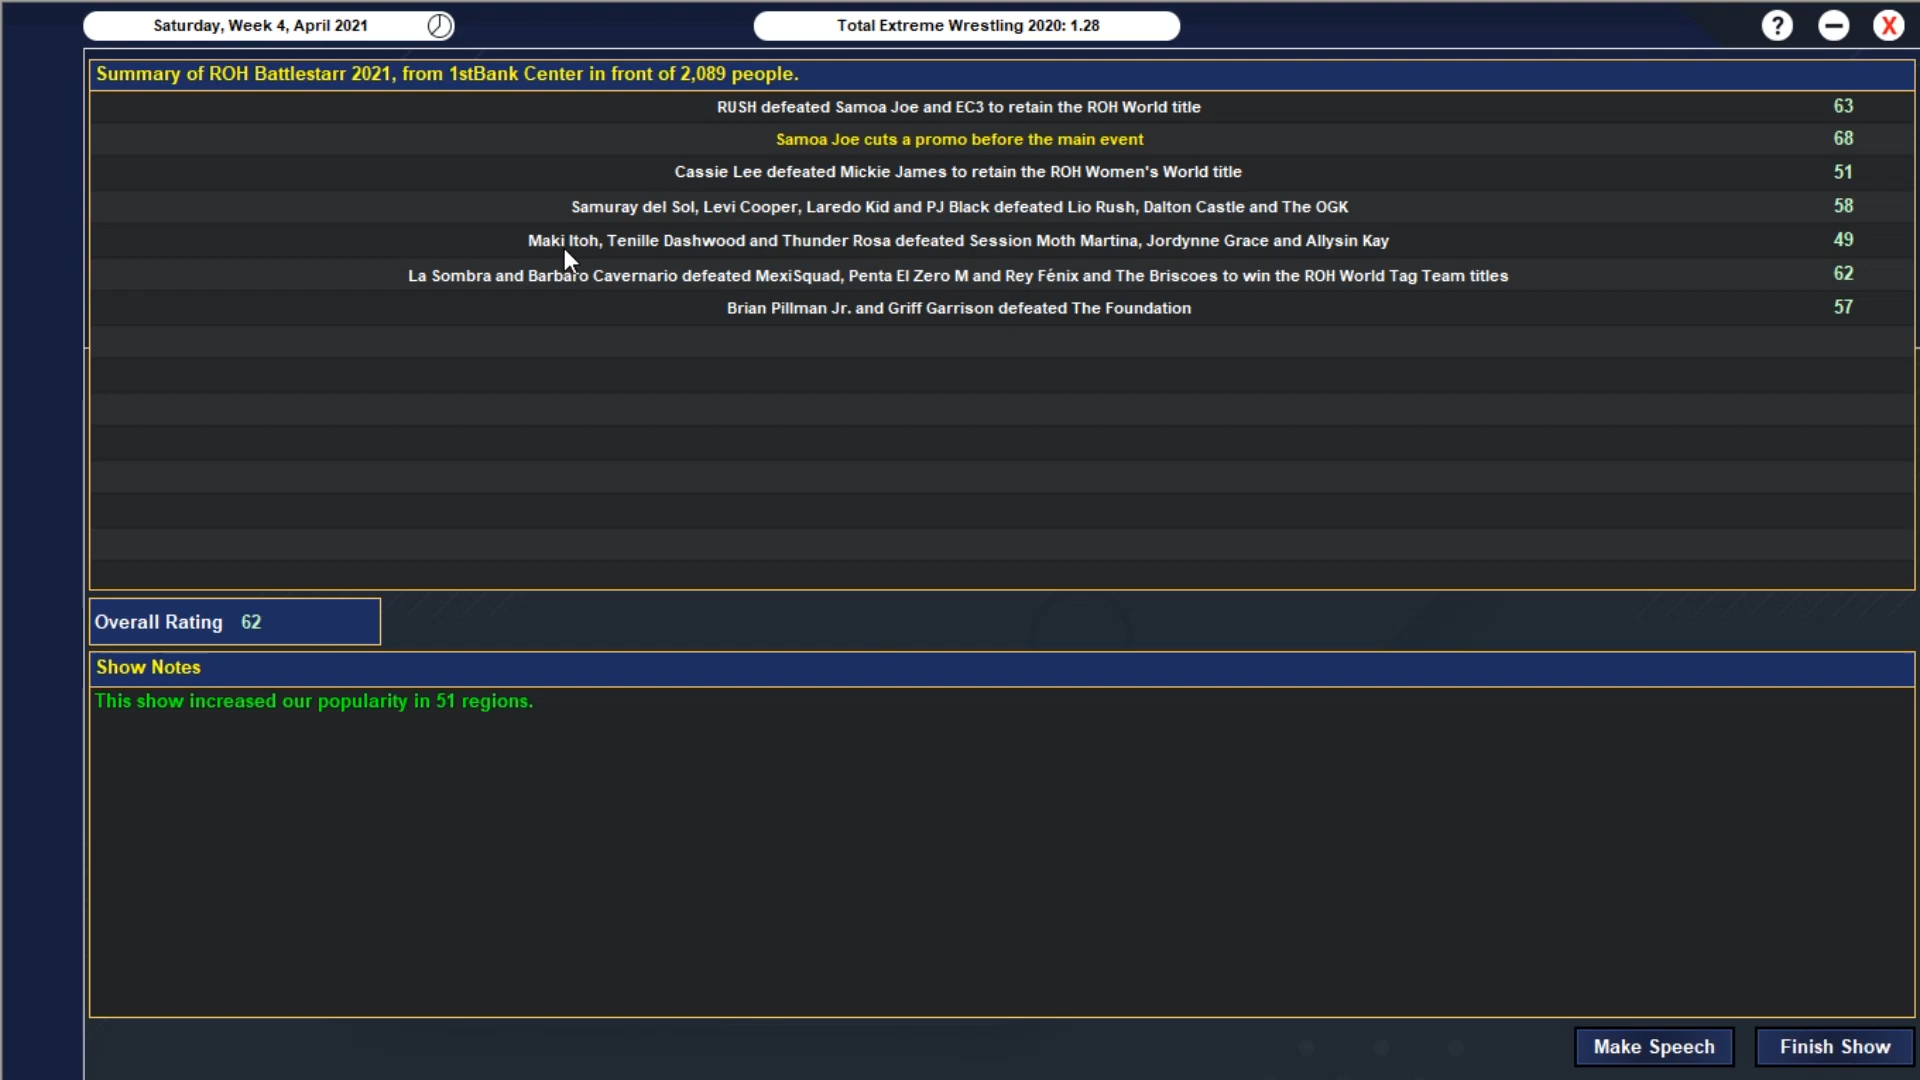 Saturday, Week 4, April 2021
Total Extreme Wrestling 2020: 1.28
? – X
Summary of ROH Battlestarr 2021, from 1stBank Center in front of 2,089 people.
RUSH defeated Samoa Joe and EC3 to retain the ROH World title 63
Samoa Joe cuts a promo before the main event 68
Cassie Lee defeated Mickie James to retain the ROH Women's World title 51
Samuray del Sol, Levi Cooper, Laredo Kid and PJ Black defeated Lio Rush, Dalton Castle and The OGK 58
Maki Itoh, Tenille Dashwood and Thunder Rosa defeated Session Moth Martina, Jordynne Grace and Allysin Kay 49
La Sombra and Barbaro Cavernario defeated MexiSquad, Penta El Zero M and Rey Fénix and The Briscoes to win the ROH World Tag Team titles 62
Brian Pillman Jr. and Griff Garrison defeated The Foundation 57
Overall Rating 62
Show Notes
This show increased our popularity in 51 regions.
Make Speech
Finish Show